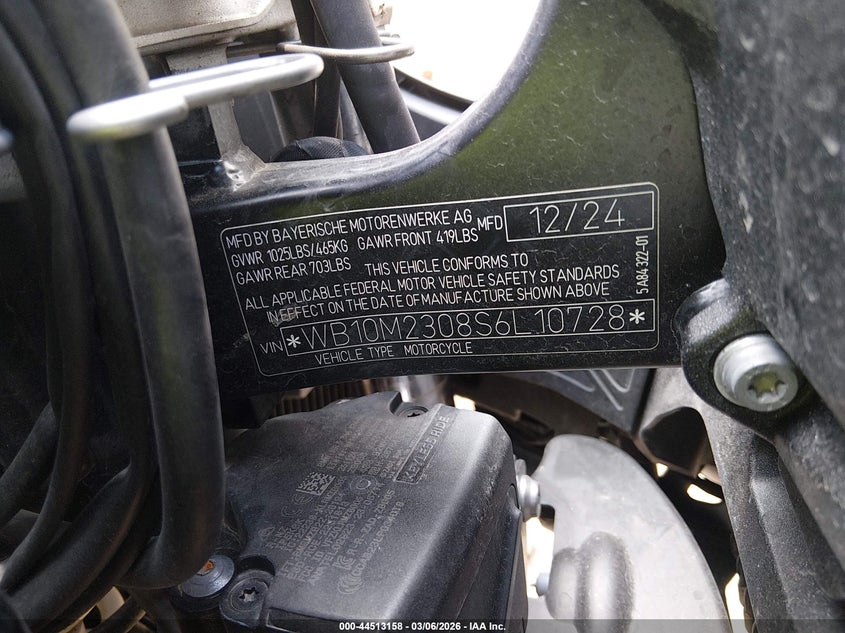 MFD BY BAYERISCHE MOTORENWERKE AG MFD 12/24
GVWR 1025LBS/465KG GAWR FRONT 419LBS
GAWR REAR 703LBS THIS VEHICLE CONFORMS TO
ALL APPLICABLE FEDERAL MOTOR VEHICLE SAFETY STANDARDS
IN EFFECT ON THE DATE OF MANUFACTURE SHOWN ABOVE
VIN *WB10M2308S6L10728*
VEHICLE TYPE MOTORCYCLE
5 A84 322-01
KEYLESS RIDE
000-44513158 - 03/06/2026 - IAA Inc.